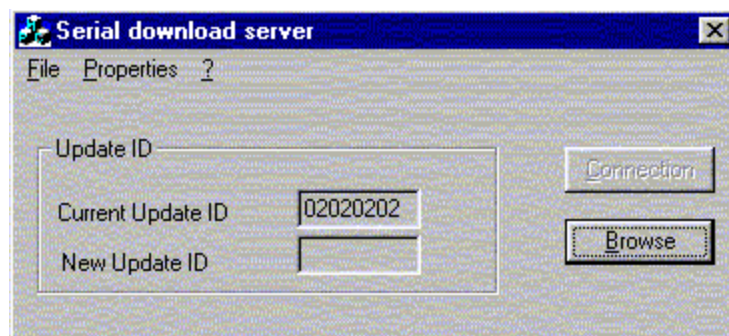 Serial download server
File Properties ?
Update ID
Connection
Current Update ID 02020202
Browse
New Update ID